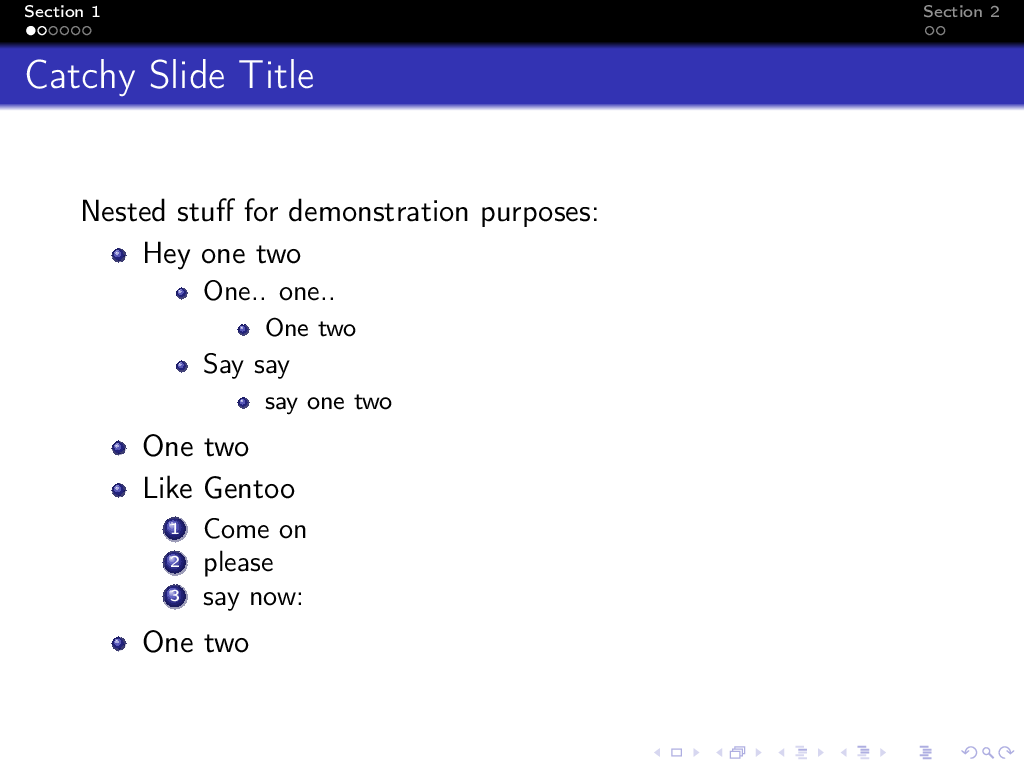 Section 1 Section 2
Catchy Slide Title
Nested stuff for demonstration purposes:
Hey one two
One.. one..
One two
Say say
say one two
One two
Like Gentoo
1 Come on
2 please
3 say now:
One two